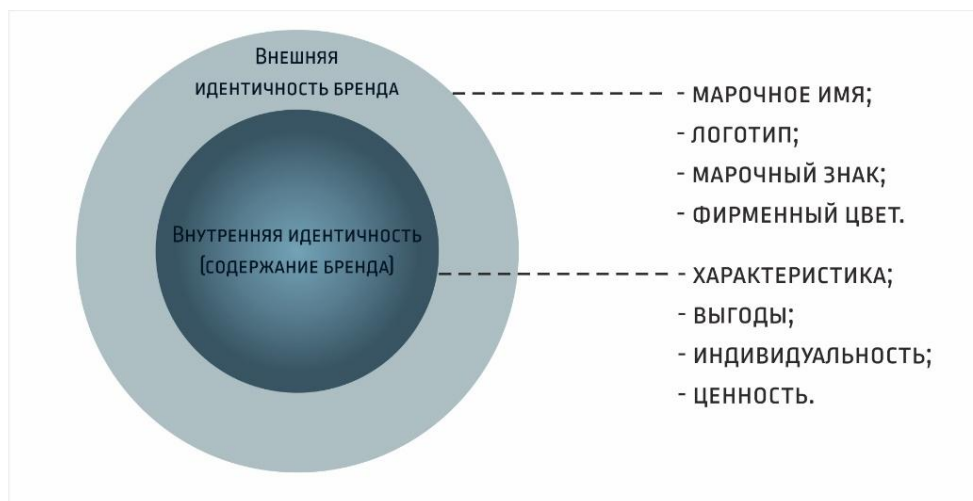 Внешняя
идентичность бренда
Внутренняя идентичность
(содержание бренда)
- марочное имя;
- логотип;
- марочный знак;
- фирменный цвет.
- характеристика;
- выгоды;
- индивидуальность;
- ценность.